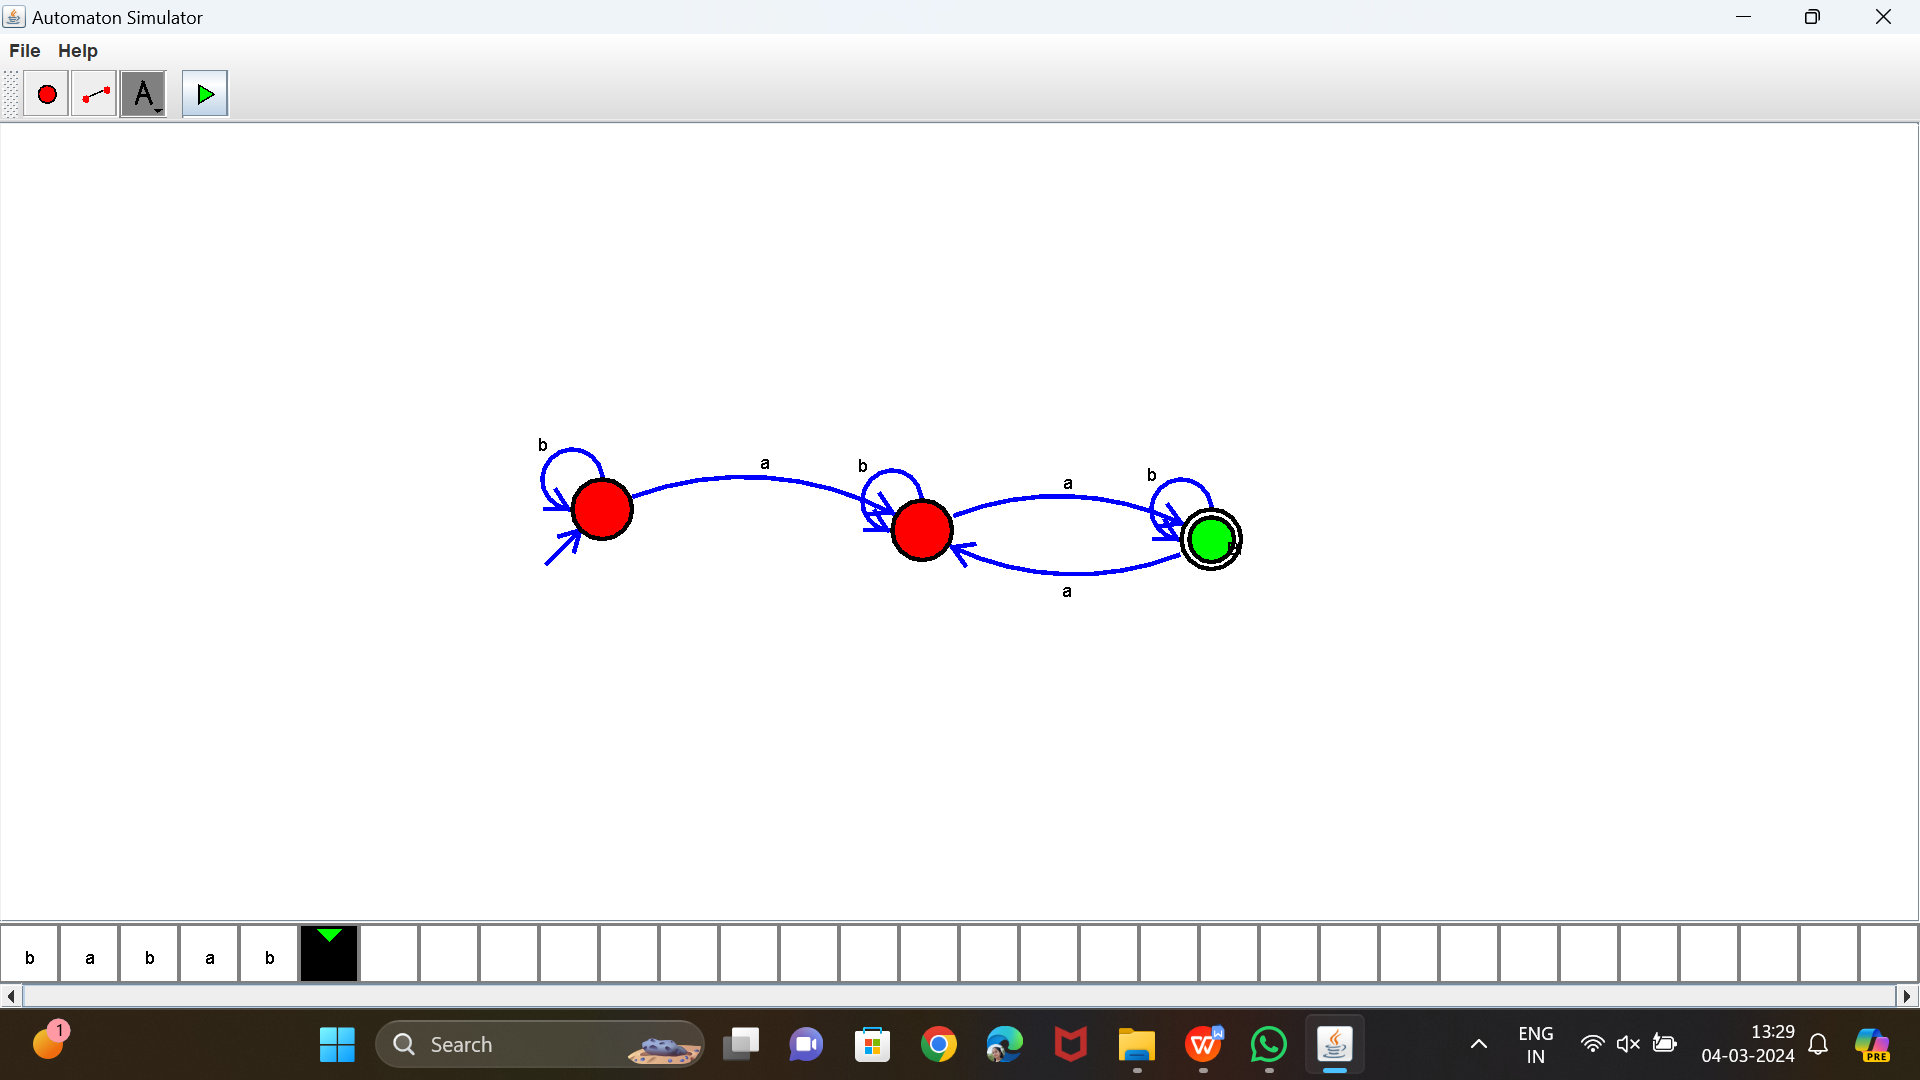 Automaton Simulator
File Help
A
b
a
b
a
b
a
b a b a b
1
Search
W
PRE
ENG
IN
13:29
04-03-2024